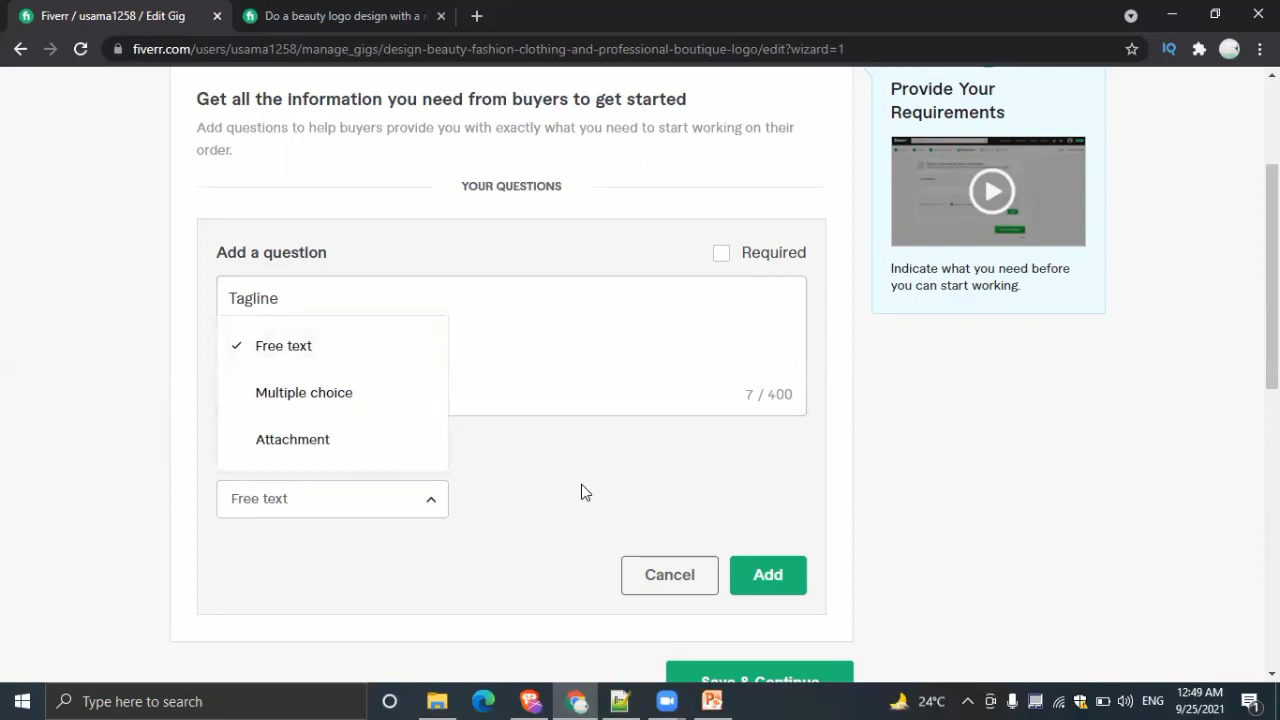 Fiverr / usama1258 / Edit Gig
Do a beauty logo design with a n
fiverr.com/users/usama1258/manage_gigs/design-beauty-fashion-clothing-and-professional-boutique-logo/edit?wizard=1
IQ
Get all the information you need from buyers to get started
Add questions to help buyers provide you with exactly what you need to start working on their
order.
YOUR QUESTIONS
Add a question
Required
Tagline
Free text
Multiple choice
Attachment
7 / 400
Free text
Cancel
Add
Save & Continue
Provide Your
Requirements
Indicate what you need before
you can start working.
Type here to search
24°C
ENG
12:49 AM
9/25/2021
1